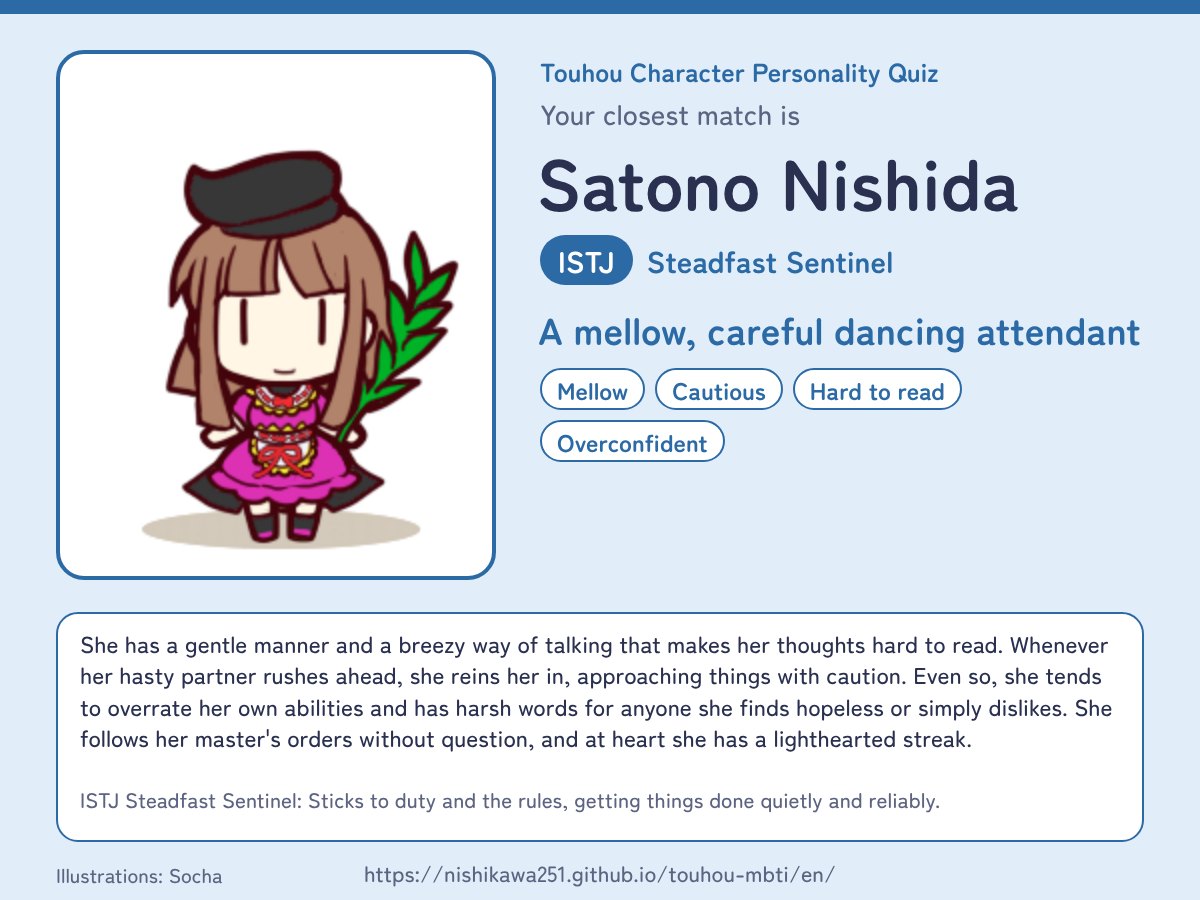 Touhou Character Personality Quiz
Your closest match is
Satono Nishida
ISTJ Steadfast Sentinel
A mellow, careful dancing attendant
Mellow Cautious Hard to read
Overconfident
She has a gentle manner and a breezy way of talking that makes her thoughts hard to read. Whenever
her hasty partner rushes ahead, she reins her in, approaching things with caution. Even so, she tends
to overrate her own abilities and has harsh words for anyone she finds hopeless or simply dislikes. She
follows her master's orders without question, and at heart she has a lighthearted streak.
ISTJ Steadfast Sentinel: Sticks to duty and the rules, getting things done quietly and reliably.
Illustrations: Socha https://nishikawa251.github.io/touhou-mbti/en/